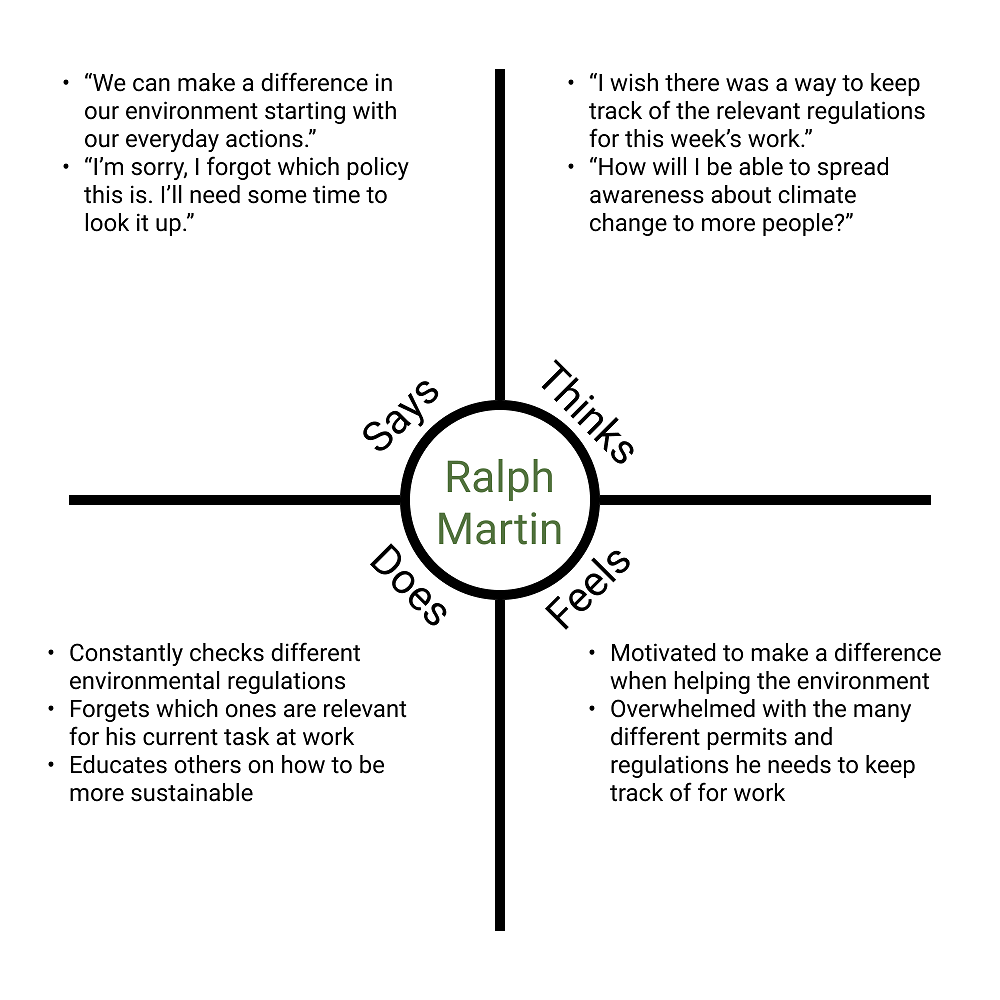 • “We can make a difference in
our environment starting with
our everyday actions.”
• “I’m sorry, I forgot which policy
this is. I’ll need some time to
look it up.”
• “I wish there was a way to keep
track of the relevant regulations
for this week’s work.”
• “How will I be able to spread
awareness about climate
change to more people?”
Says
Thinks
Ralph
Martin
Does
Feels
• Constantly checks different
environmental regulations
• Forgets which ones are relevant
for his current task at work
• Educates others on how to be
more sustainable
• Motivated to make a difference
when helping the environment
• Overwhelmed with the many
different permits and
regulations he needs to keep
track of for work